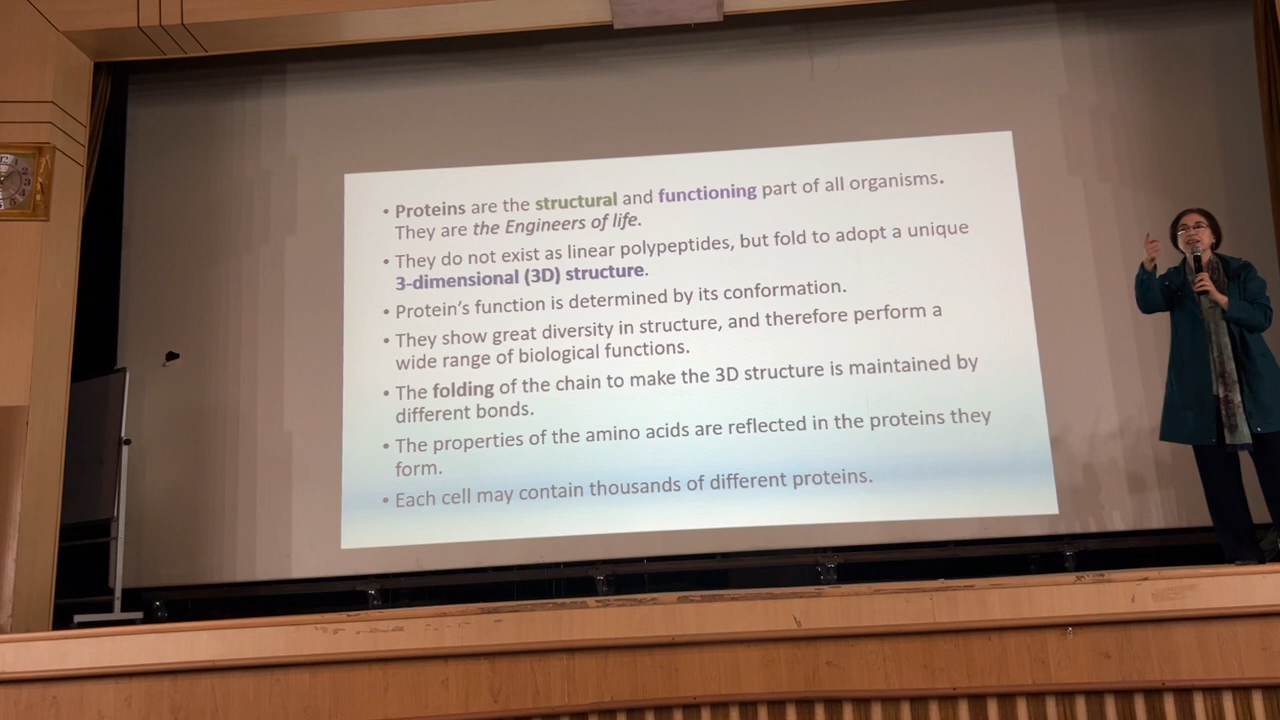 • Proteins are the structural and functioning part of all organisms.
They are the Engineers of life.
• They do not exist as linear polypeptides, but fold to adopt a unique
3-dimensional (3D) structure.
• Protein's function is determined by its conformation.
• They show great diversity in structure, and therefore perform a
wide range of biological functions.
• The folding of the chain to make the 3D structure is maintained by
different bonds.
• The properties of the amino acids are reflected in the proteins they
form.
• Each cell may contain thousands of different proteins.